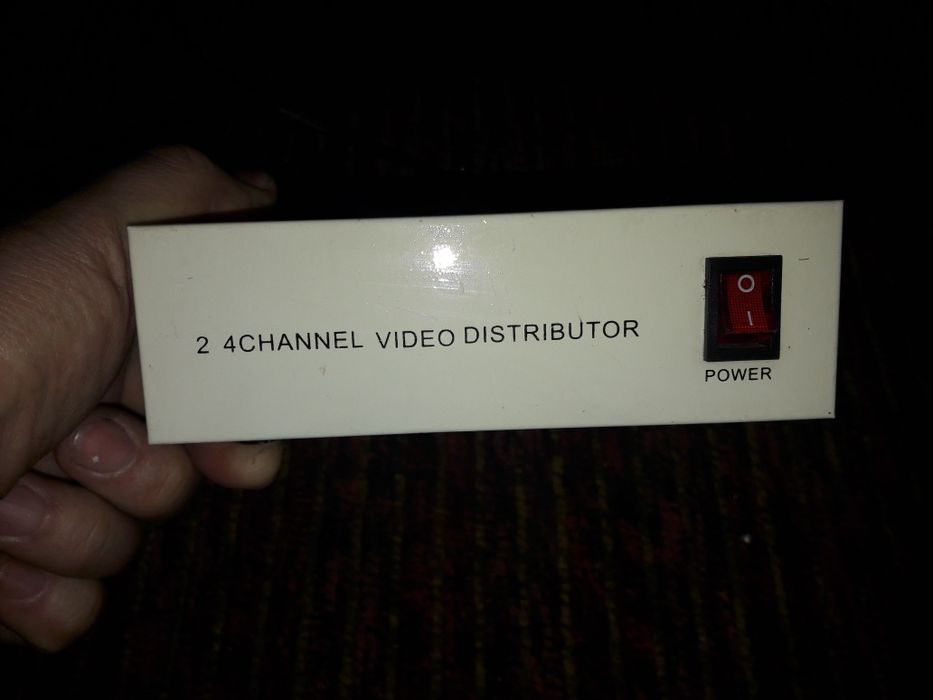 2 4CHANNEL VIDEO DISTRIBUTOR
O
I
POWER